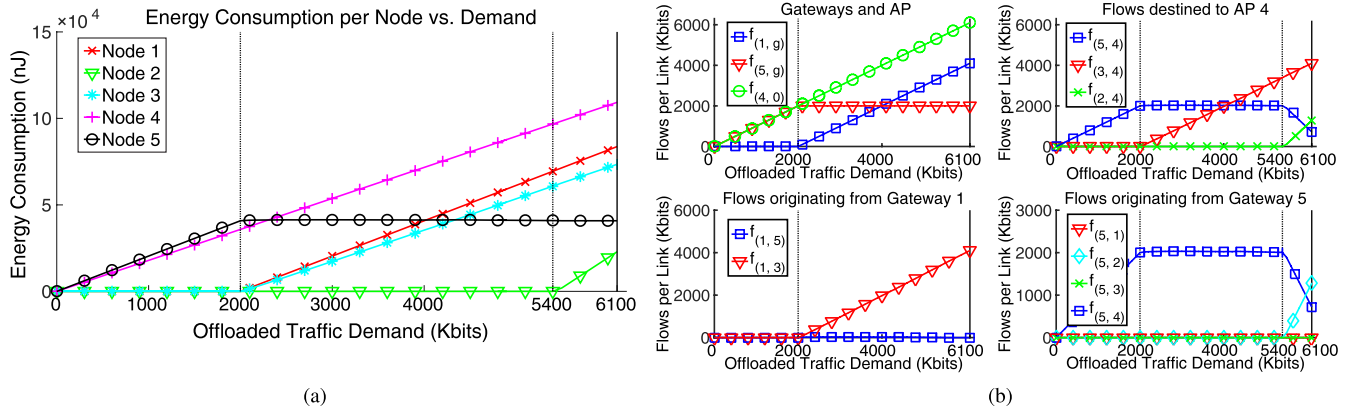 Energy Consumption per Node vs. Demand
15 × 10⁴
10
5
0
Energy Consumption (nJ)
Node 1
Node 2
Node 3
Node 4
Node 5
0 1000 2000 3000 4000 5400 6100
Offloaded Traffic Demand (Kbits)
(a)
Gateways and AP
Flows per Link (Kbits)
6000
4000
2000
0
f(1, g)
f(5, g)
f(4, 0)
0 2000 4000 6100
Offloaded Traffic Demand (Kbits)
Flows destined to AP 4
Flows per Link (Kbits)
6000
4000
2000
0
f(5, 4)
f(3, 4)
f(2, 4)
0 2000 4000 5400 6100
Offloaded Traffic Demand (Kbits)
Flows originating from Gateway 1
Flows per Link (Kbits)
6000
4000
2000
0
f(1, 5)
f(1, 3)
0 2000 4000 6100
Offloaded Traffic Demand (Kbits)
Flows originating from Gateway 5
Flows per Link (Kbits)
3000
2000
1000
0
f(5, 1)
f(5, 2)
f(5, 3)
f(5, 4)
0 2000 4000 5400 6100
Offloaded Traffic Demand (Kbits)
(b)